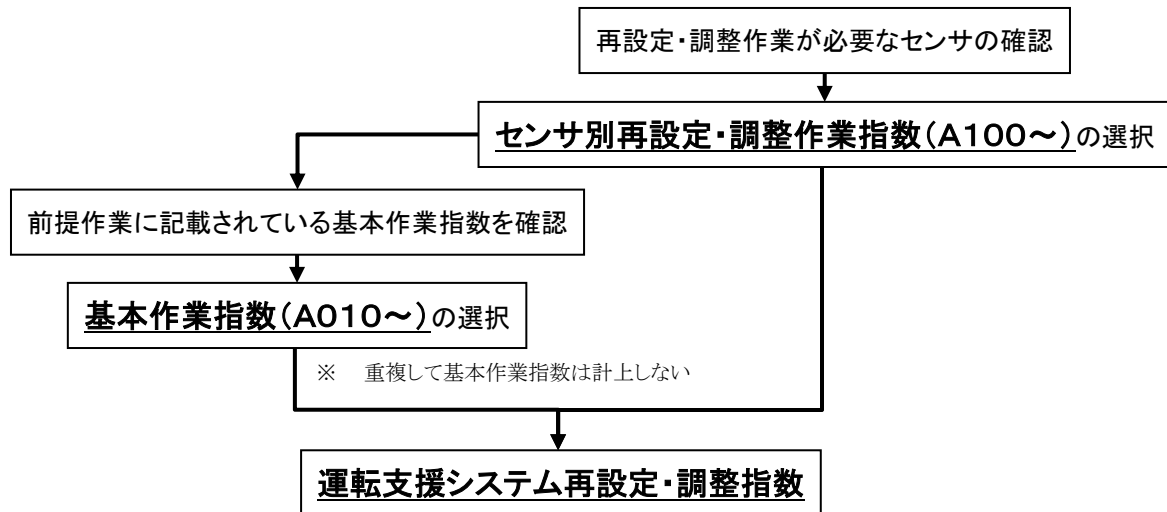 再設定・調整作業が必要なセンサの確認
センサ別再設定・調整作業指数(A100～)の選択
前提作業に記載されている基本作業指数を確認
基本作業指数(A010～)の選択
※ 重複して基本作業指数は計上しない
運転支援システム再設定・調整指数